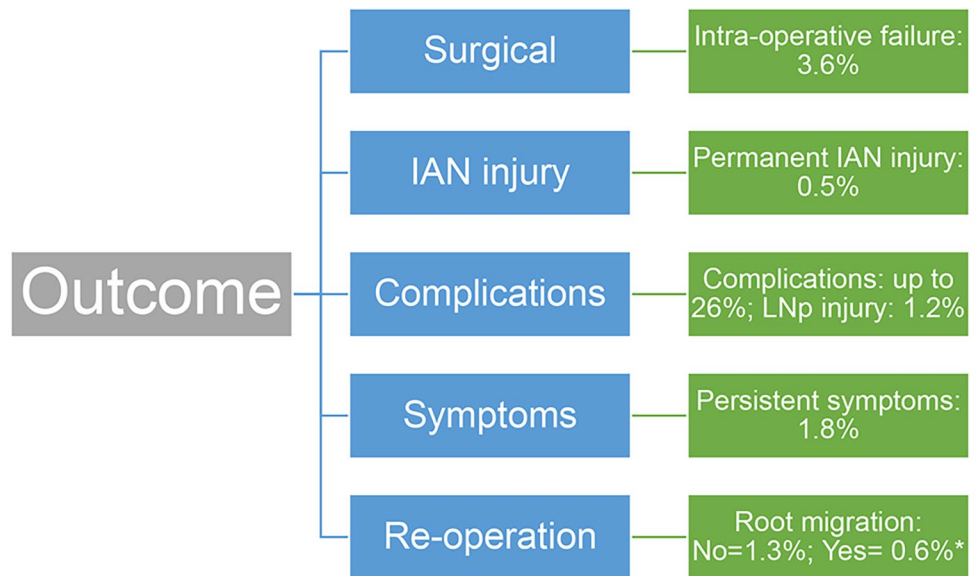 Outcome
Surgical
Intra-operative failure:
3.6%
IAN injury
Permanent IAN injury:
0.5%
Complications
Complications: up to
26%; LNp injury: 1.2%
Symptoms
Persistent symptoms:
1.8%
Re-operation
Root migration:
No=1.3%; Yes= 0.6%*